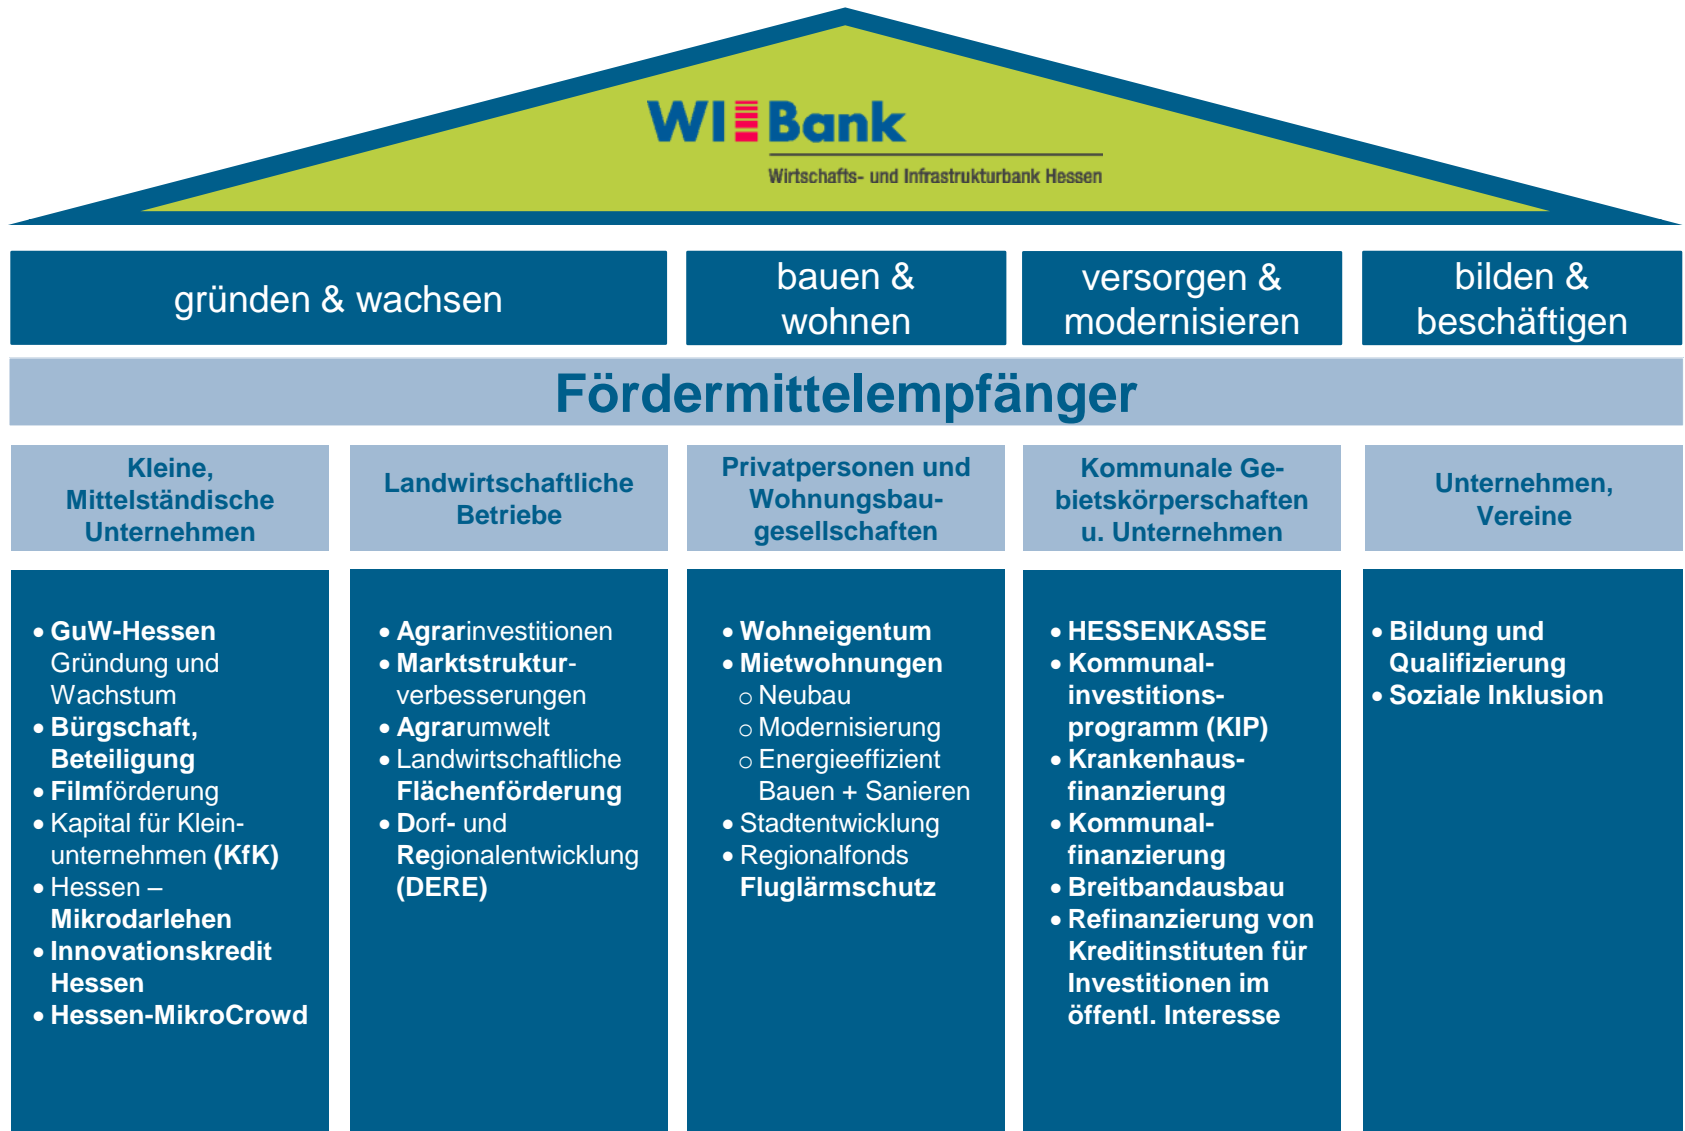 WIBank
Wirtschafts- und Infrastrukturbank Hessen
gründen & wachsen
bauen &
wohnen
versorgen &
modernisieren
bilden &
beschäftigen
Fördermittelempfänger
Kleine,
Mittelständische
Unternehmen
Landwirtschaftliche
Betriebe
Privatpersonen und
Wohnungsbau-
gesellschaften
Kommunale Ge-
bietskörperschaften
u. Unternehmen
Unternehmen,
Vereine
• GuW-Hessen
Gründung und
Wachstum
• Bürgschaft,
Beteiligung
• Filmförderung
• Kapital für Klein-
unternehmen (KfK)
• Hessen –
Mikrodarlehen
• Innovationskredit
Hessen
• Hessen-MikroCrowd
• Agrarinvestitionen
• Marktstruktur-
verbesserungen
• Agrarumwelt
• Landwirtschaftliche
Flächenförderung
• Dorf- und
Regionalentwicklung
(DERE)
• Wohneigentum
• Mietwohnungen
○ Neubau
○ Modernisierung
○ Energieeffizient
Bauen + Sanieren
• Stadtentwicklung
• Regionalfonds
Fluglärmschutz
• HESSENKASSE
• Kommunal-
investitions-
programm (KIP)
• Krankenhaus-
finanzierung
• Kommunal-
finanzierung
• Breitbandausbau
• Refinanzierung von
Kreditinstituten für
Investitionen im
öffentl. Interesse
• Bildung und
Qualifizierung
• Soziale Inklusion